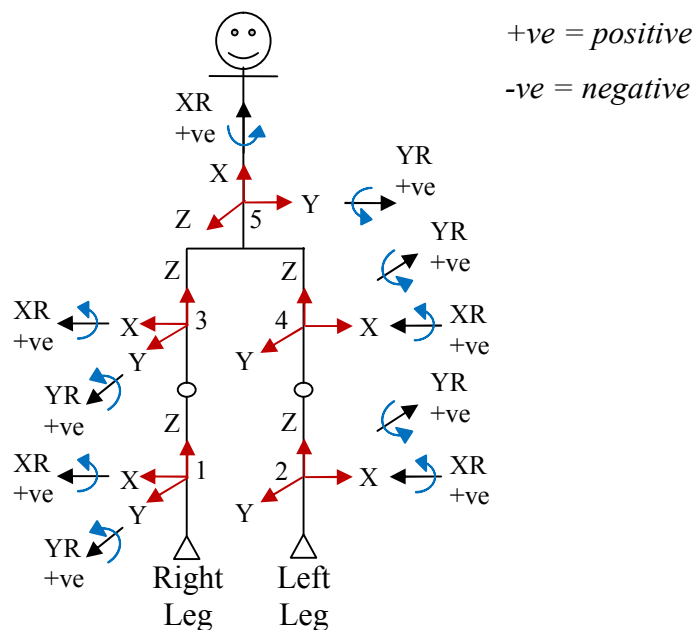 +ve = positive
-ve = negative
XR
+ve
X
YR
+ve
Z
5
Y
YR
+ve
Z
Z
XR
+ve
X
3
4
X
XR
+ve
Y
Y
YR
+ve
YR
+ve
Z
Z
XR
+ve
X
1
2
X
XR
+ve
Y
Y
YR
+ve
Right
Leg
Left
Leg